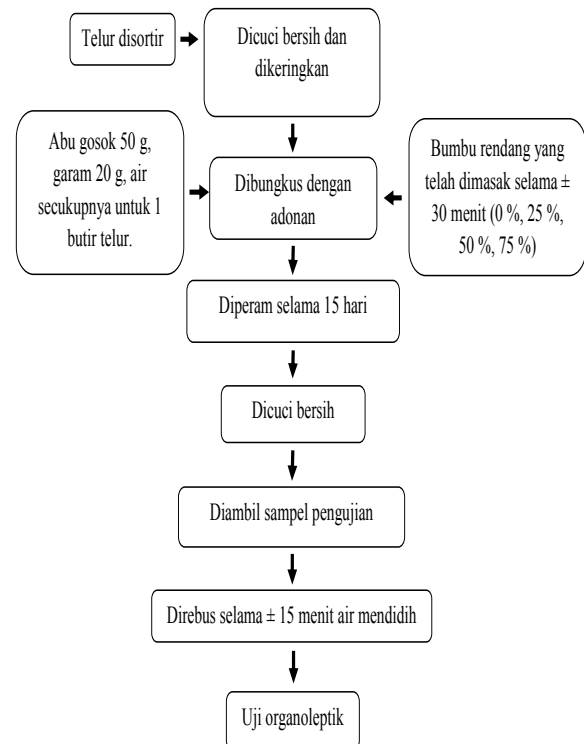 Telur disortir
Dicuci bersih dan
dikeringkan
Abu gosok 50 g,
garam 20 g, air
secukupnya untuk 1
butir telur.
Dibungkus dengan
adonan
Bumbu rendang yang
telah dimasak selama ±
30 menit (0 %, 25 %,
50 %, 75 %)
Diperam selama 15 hari
Dicuci bersih
Diambil sampel pengujian
Direbus selama ± 15 menit air mendidih
Uji organoleptik